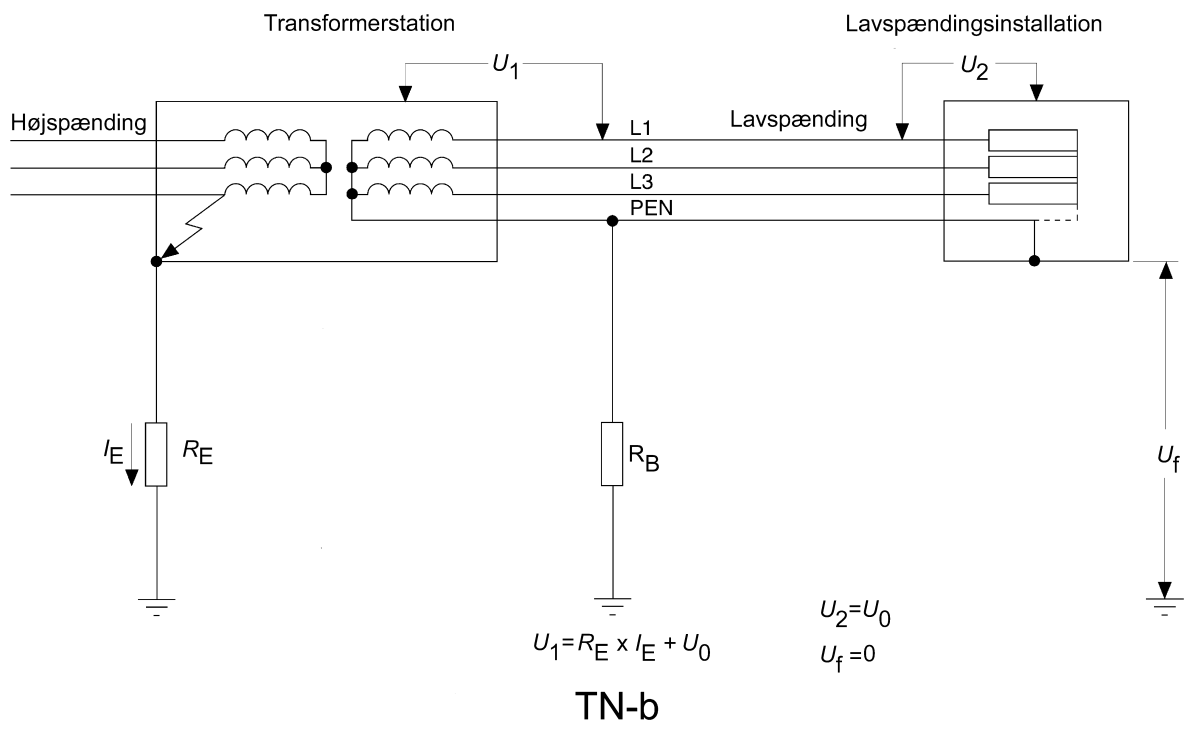 Transformerstation
Lavspændingsinstallation
U1
U2
Højspænding
L1
Lavspænding
L2
L3
PEN
IE
RE
RB
Uf
U2=U0
U1=RE x IE + U0
Uf =0
TN-b